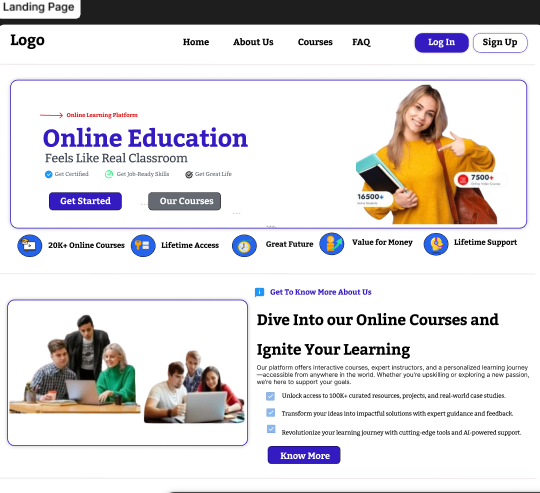 Landing Page
Logo
Home
About Us
Courses
FAQ
Log In
Sign Up
Online Learning Platform
Online Education
Feels Like Real Classroom
Get Certified
Get Job-Ready Skills
Get Great Life
Get Started
Our Courses
7500+
16500+
20K+ Online Courses
Lifetime Access
Great Future
Value for Money
Lifetime Support
Get To Know More About Us
Dive Into our Online Courses and
Ignite Your Learning
Our platform offers interactive courses, expert instructors, and a personalized learning journey
—accessible from anywhere in the world. Whether you're upskilling or exploring a new passion,
we're here to support your goals.
Unlock access to 100K+ curated resources, projects, and real-world case studies.
Transform your ideas into impactful solutions with expert guidance and feedback.
Revolutionize your learning journey with cutting-edge tools and AI-powered support.
Know More